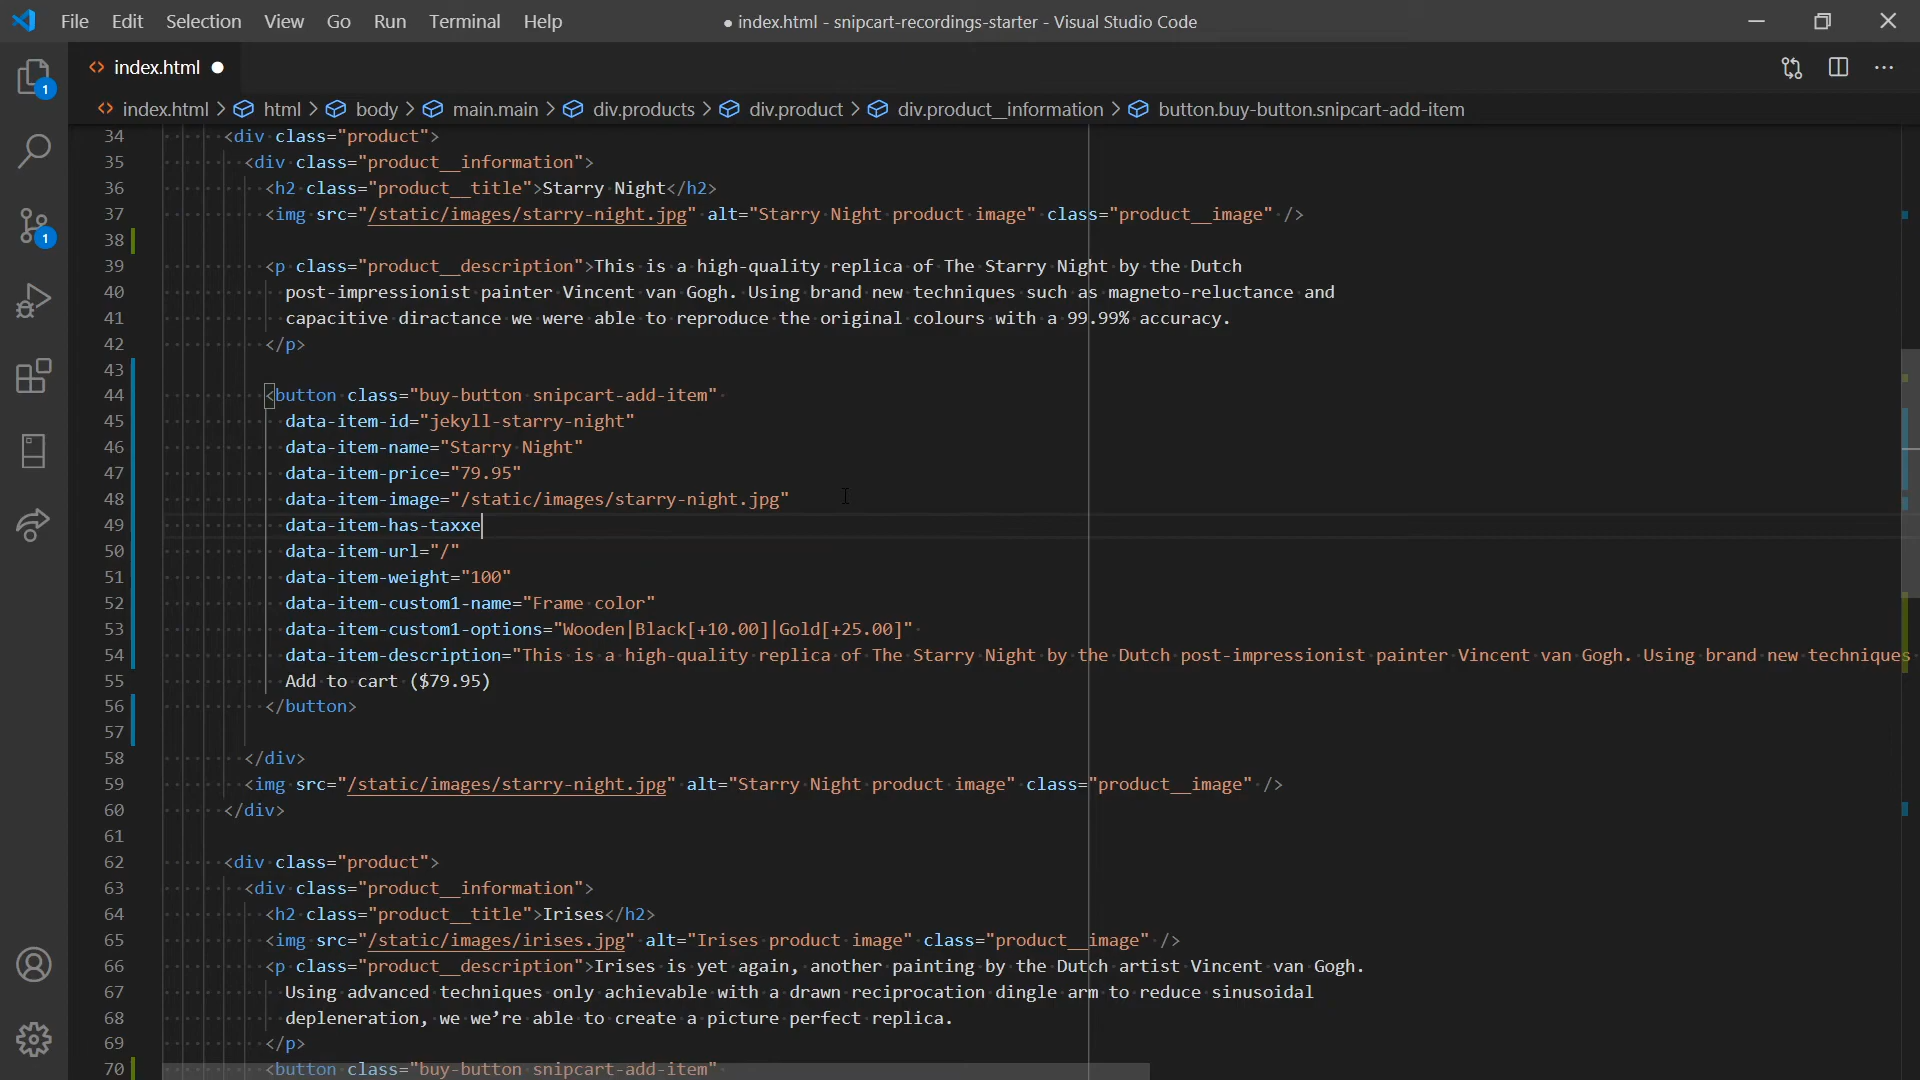 File Edit Selection View Go Run Terminal Help
● index.html - snipcart-recordings-starter - Visual Studio Code
index.html
index.html > html > body > main.main > div.products > div.product > div.product__information > button.buy-button.snipcart-add-item
1
1
34 <div class="product">
35 <div class="product__information">
36 <h2 class="product__title">Starry Night</h2>
37 <img src="/static/images/starry-night.jpg" alt="Starry Night product image" class="product__image" />
38
39 <p class="product__description">This is a high-quality replica of The Starry Night by the Dutch
40 post-impressionist painter Vincent van Gogh. Using brand new techniques such as magneto-reluctance and
41 capacitive diractance we were able to reproduce the original colours with a 99.99% accuracy.
42 </p>
43
44 <button class="buy-button snipcart-add-item"
45 data-item-id="jekyll-starry-night"
46 data-item-name="Starry Night"
47 data-item-price="79.95"
48 data-item-image="/static/images/starry-night.jpg"
49 data-item-has-taxxe
50 data-item-url="/"
51 data-item-weight="100"
52 data-item-custom1-name="Frame color"
53 data-item-custom1-options="Wooden|Black[+10.00]|Gold[+25.00]"
54 data-item-description="This is a high-quality replica of The Starry Night by the Dutch post-impressionist painter Vincent van Gogh. Using brand new techniques
55 Add to cart ($79.95)
56 </button>
57
58 </div>
59 <img src="/static/images/starry-night.jpg" alt="Starry Night product image" class="product__image" />
60 </div>
61
62 <div class="product">
63 <div class="product__information">
64 <h2 class="product__title">Irises</h2>
65 <img src="/static/images/irises.jpg" alt="Irises product image" class="product__image" />
66 <p class="product__description">Irises is yet again, another painting by the Dutch artist Vincent van Gogh.
67 Using advanced techniques only achievable with a drawn reciprocation dingle arm to reduce sinusoidal
68 depleneration, we we’re able to create a picture perfect replica.
69 </p>
70 <button class="buy-button snipcart-add-item"